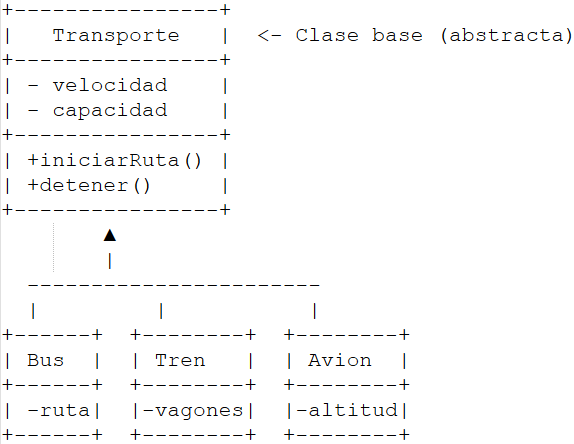 +----------------+
|   Transporte   |  <- Clase base (abstracta)
+----------------+
| - velocidad    |
| - capacidad    |
+----------------+
| +iniciarRuta() |
| +detener()     |
+----------------+
        ▲
        |
  -----------------------
  |         |           |
+------+  +--------+  +--------+
| Bus  |  | Tren   |  | Avion  |
+------+  +--------+  +--------+
| -ruta|  |-vagones|  |-altitud|
+------+  +--------+  +--------+